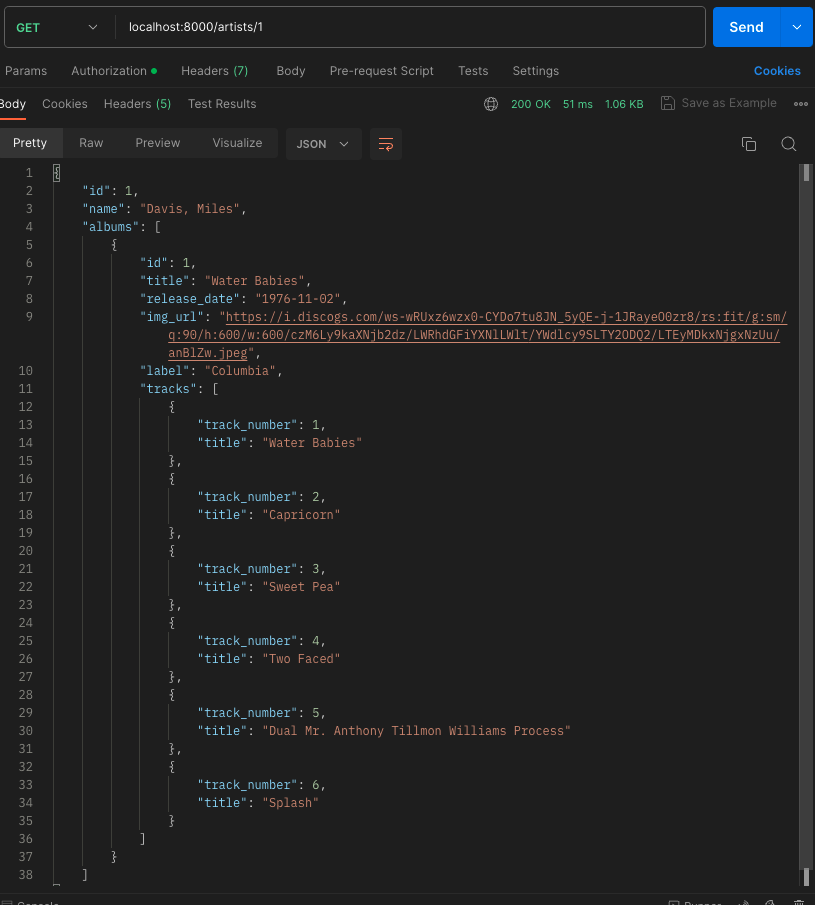 GET localhost:8000/artists/1 Send
Params Authorization Headers (7) Body Pre-request Script Tests Settings Cookies
Body Cookies Headers (5) Test Results 200 OK 51 ms 1.06 KB Save as Example
Pretty Raw Preview Visualize JSON
1 {
2 "id": 1,
3 "name": "Davis, Miles",
4 "albums": [
5 {
6 "id": 1,
7 "title": "Water Babies",
8 "release_date": "1976-11-02",
9 "img_url": "https://i.discogs.com/ws-wRUxz6wzx0-CYDo7tu8JN_5yQE-j-1JRayeO0zr8/rs:fit/g:sm/
q:90/h:600/w:600/czM6Ly9kaXNjb2dz/LWRhdGFiYXNlLWlt/YWdlcy9SLTY2ODQ2/LTEyMDkxNjgxNzUu/
anBlZw.jpeg",
10 "label": "Columbia",
11 "tracks": [
12 {
13 "track_number": 1,
14 "title": "Water Babies"
15 },
16 {
17 "track_number": 2,
18 "title": "Capricorn"
19 },
20 {
21 "track_number": 3,
22 "title": "Sweet Pea"
23 },
24 {
25 "track_number": 4,
26 "title": "Two Faced"
27 },
28 {
29 "track_number": 5,
30 "title": "Dual Mr. Anthony Tillmon Williams Process"
31 },
32 {
33 "track_number": 6,
34 "title": "Splash"
35 }
36 ]
37 }
38 ]
Console Runner